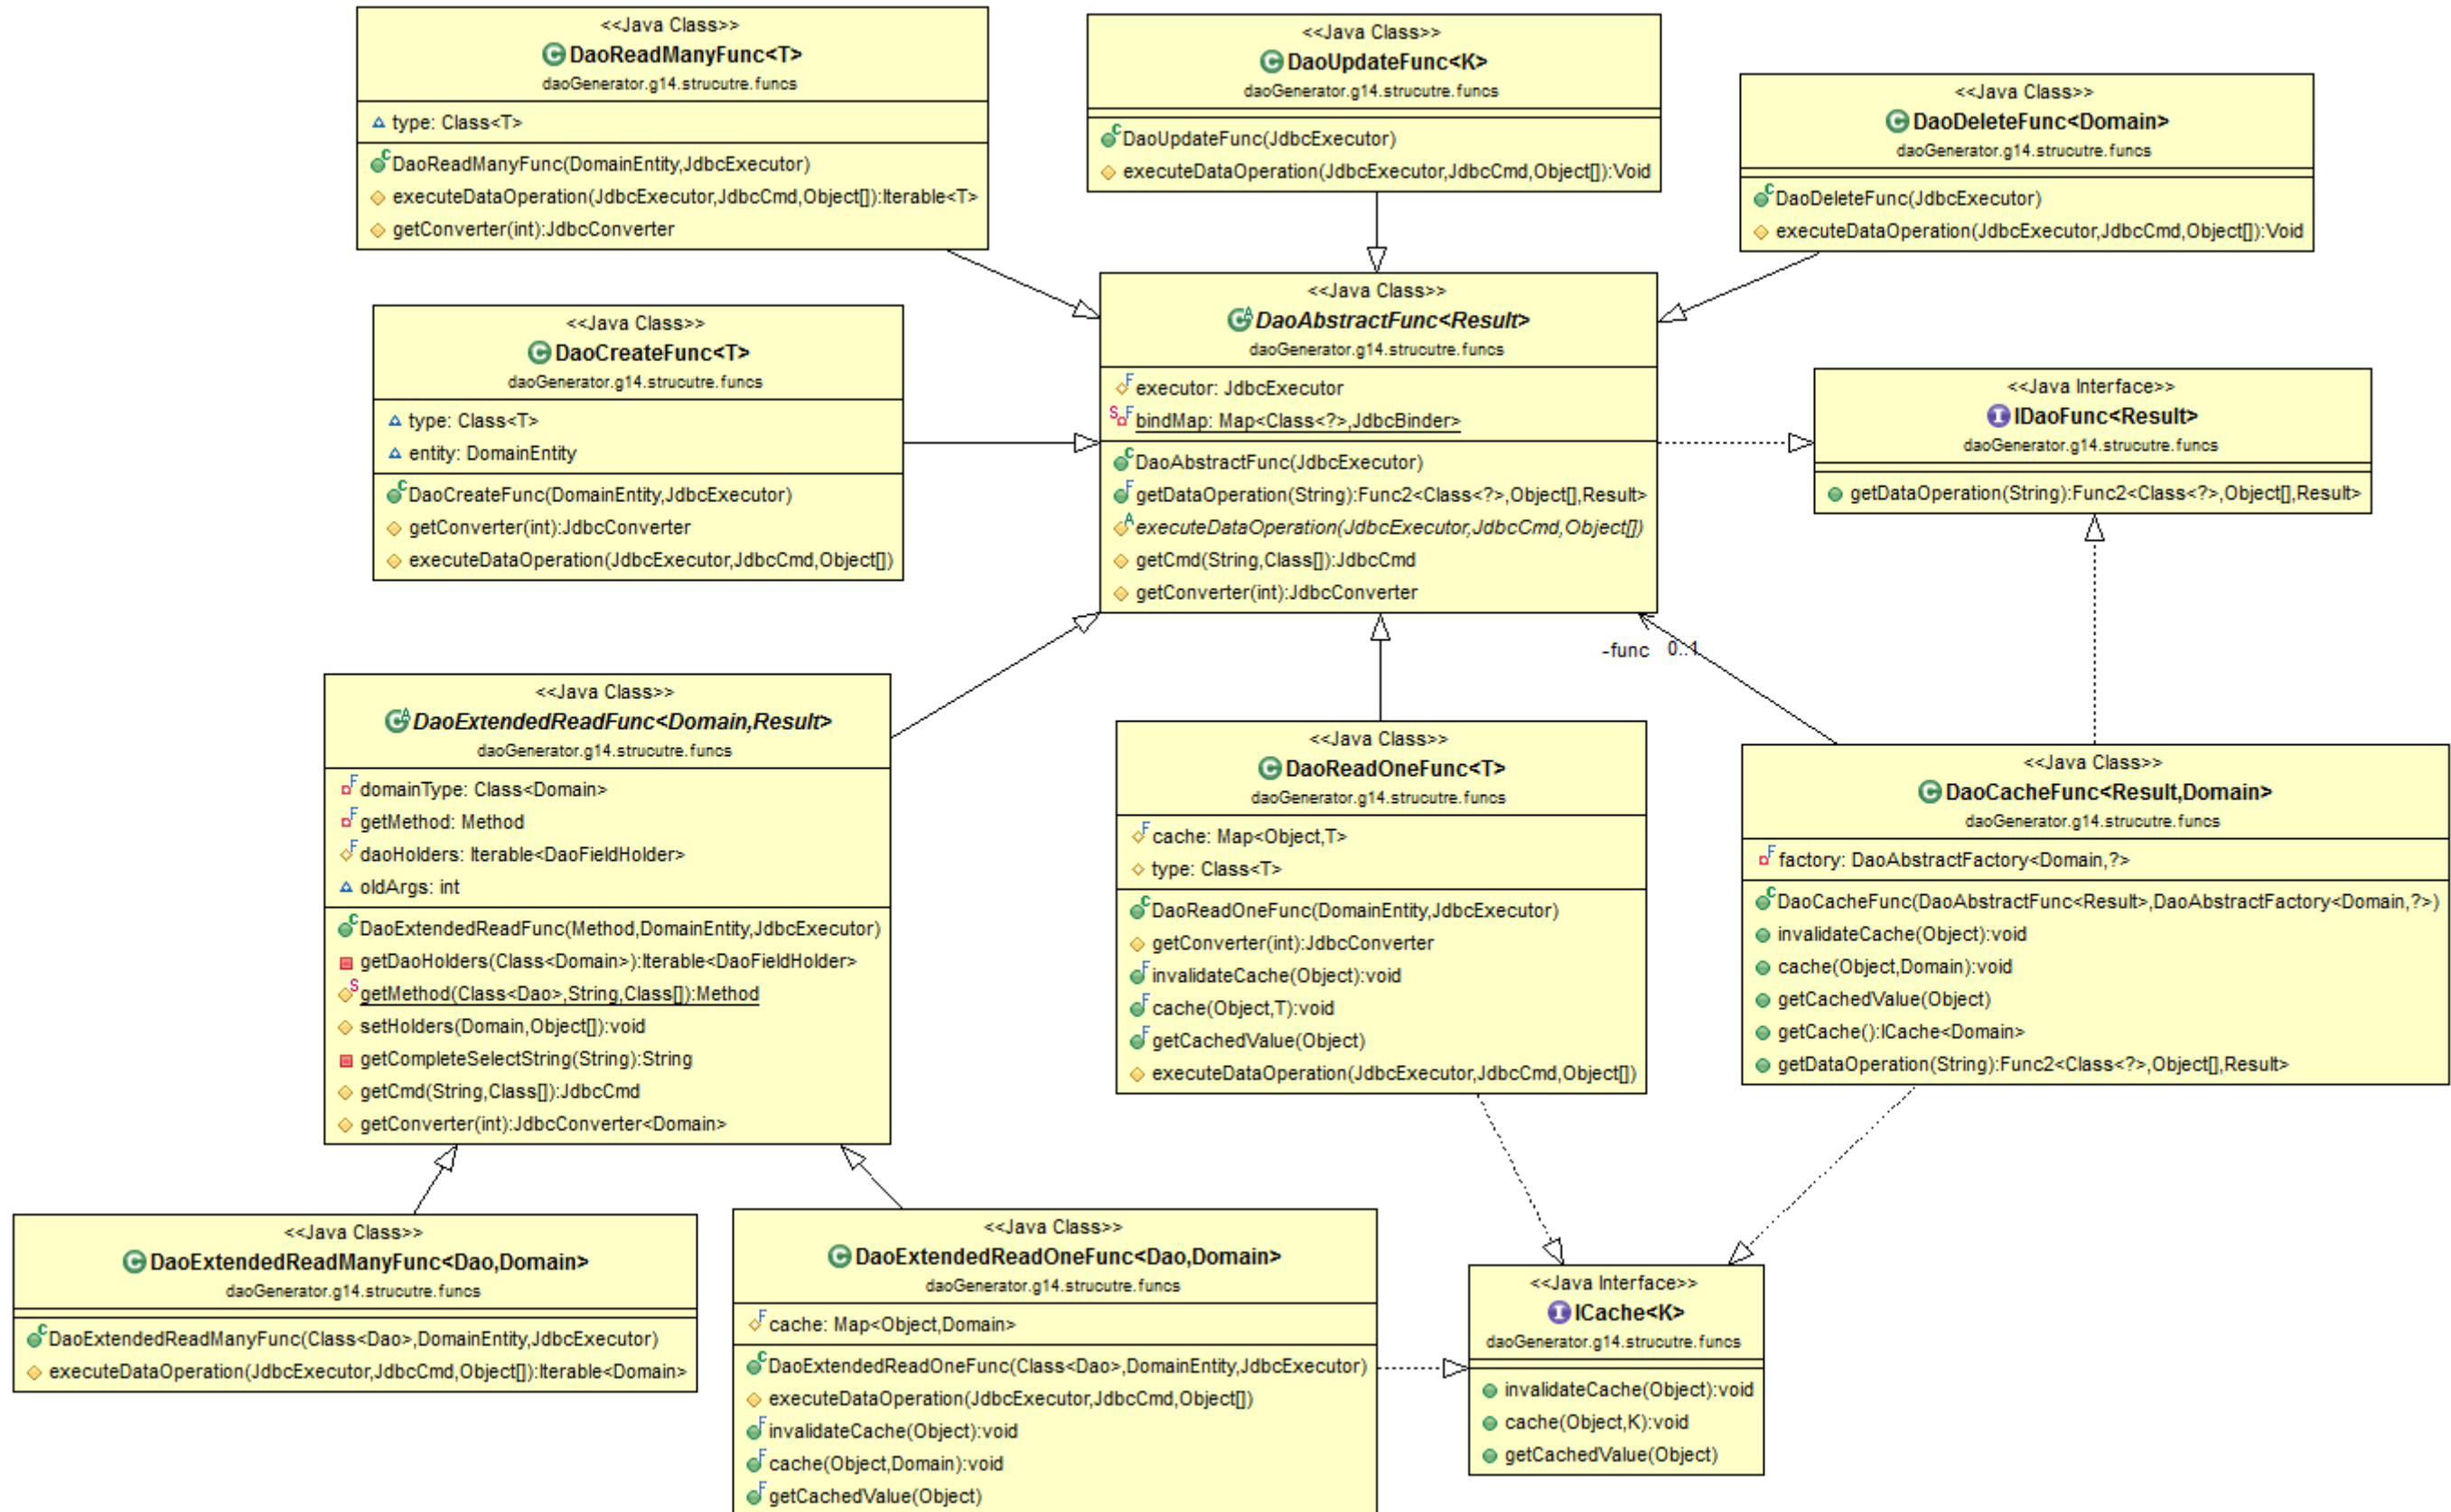 <<Java Class>>
DaoReadManyFunc<T>
daoGenerator.g14.strucutre.funcs
type: Class<T>
DaoReadManyFunc(DomainEntity,JdbcExecutor)
executeDataOperation(JdbcExecutor,JdbcCmd,Object[]):Iterable<T>
getConverter(int):JdbcConverter
<<Java Class>>
DaoUpdateFunc<K>
daoGenerator.g14.strucutre.funcs
DaoUpdateFunc(JdbcExecutor)
executeDataOperation(JdbcExecutor,JdbcCmd,Object[]):Void
<<Java Class>>
DaoDeleteFunc<Domain>
daoGenerator.g14.strucutre.funcs
DaoDeleteFunc(JdbcExecutor)
executeDataOperation(JdbcExecutor,JdbcCmd,Object[]):Void
<<Java Class>>
DaoCreateFunc<T>
daoGenerator.g14.strucutre.funcs
type: Class<T>
entity: DomainEntity
DaoCreateFunc(DomainEntity,JdbcExecutor)
getConverter(int):JdbcConverter
executeDataOperation(JdbcExecutor,JdbcCmd,Object[])
<<Java Class>>
DaoAbstractFunc<Result>
daoGenerator.g14.strucutre.funcs
executor: JdbcExecutor
bindMap: Map<Class<?>,JdbcBinder>
DaoAbstractFunc(JdbcExecutor)
getDataOperation(String):Func2<Class<?>,Object[],Result>
executeDataOperation(JdbcExecutor,JdbcCmd,Object[])
getCmd(String,Class[]):JdbcCmd
getConverter(int):JdbcConverter
<<Java Interface>>
IDaoFunc<Result>
daoGenerator.g14.strucutre.funcs
getDataOperation(String):Func2<Class<?>,Object[],Result>
-func 0..1
<<Java Class>>
DaoExtendedReadFunc<Domain,Result>
daoGenerator.g14.strucutre.funcs
domainType: Class<Domain>
getMethod: Method
daoHolders: Iterable<DaoFieldHolder>
oldArgs: int
DaoExtendedReadFunc(Method,DomainEntity,JdbcExecutor)
getDaoHolders(Class<Domain>):Iterable<DaoFieldHolder>
getMethod(Class<Dao>,String,Class[]):Method
setHolders(Domain,Object[]):void
getCompleteSelectString(String):String
getCmd(String,Class[]):JdbcCmd
getConverter(int):JdbcConverter<Domain>
<<Java Class>>
DaoReadOneFunc<T>
daoGenerator.g14.strucutre.funcs
cache: Map<Object,T>
type: Class<T>
DaoReadOneFunc(DomainEntity,JdbcExecutor)
getConverter(int):JdbcConverter
invalidateCache(Object):void
cache(Object,T):void
getCachedValue(Object)
executeDataOperation(JdbcExecutor,JdbcCmd,Object[])
<<Java Class>>
DaoCacheFunc<Result,Domain>
daoGenerator.g14.strucutre.funcs
factory: DaoAbstractFactory<Domain,?>
DaoCacheFunc(DaoAbstractFunc<Result>,DaoAbstractFactory<Domain,?>)
invalidateCache(Object):void
cache(Object,Domain):void
getCachedValue(Object)
getCache():ICache<Domain>
getDataOperation(String):Func2<Class<?>,Object[],Result>
<<Java Class>>
DaoExtendedReadManyFunc<Dao,Domain>
daoGenerator.g14.strucutre.funcs
DaoExtendedReadManyFunc(Class<Dao>,DomainEntity,JdbcExecutor)
executeDataOperation(JdbcExecutor,JdbcCmd,Object[]):Iterable<Domain>
<<Java Class>>
DaoExtendedReadOneFunc<Dao,Domain>
daoGenerator.g14.strucutre.funcs
cache: Map<Object,Domain>
DaoExtendedReadOneFunc(Class<Dao>,DomainEntity,JdbcExecutor)
executeDataOperation(JdbcExecutor,JdbcCmd,Object[])
invalidateCache(Object):void
cache(Object,Domain):void
getCachedValue(Object)
<<Java Interface>>
ICache<K>
daoGenerator.g14.strucutre.funcs
invalidateCache(Object):void
cache(Object,K):void
getCachedValue(Object)